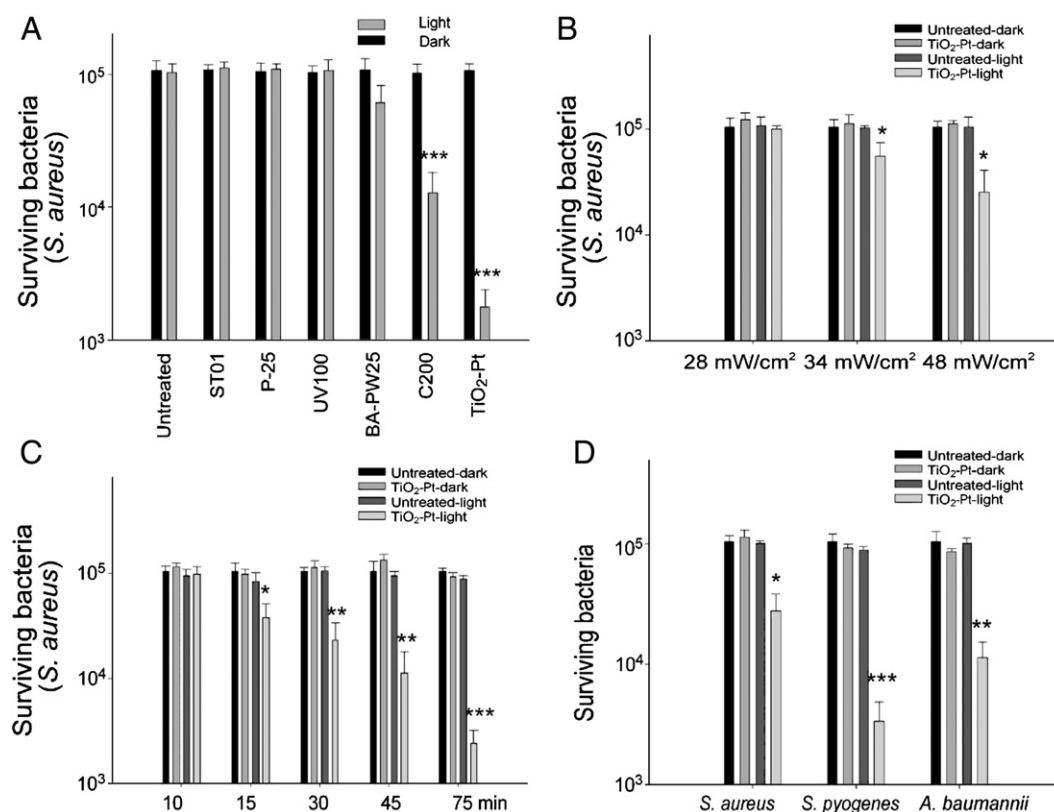 A
Light
Dark
Surviving bacteria
(S. aureus)
10⁵
***
10⁴
***
10³
Untreated
ST01
P-25
UV100
BA-PW25
C200
TiO₂-Pt
B
Untreated-dark
TiO₂-Pt-dark
Untreated-light
TiO₂-Pt-light
Surviving bacteria
(S. aureus)
10⁵
*
*
10⁴
10³
28 mW/cm²
34 mW/cm²
48 mW/cm²
C
Untreated-dark
TiO₂-Pt-dark
Untreated-light
TiO₂-Pt-light
Surviving bacteria
(S. aureus)
10⁵
*
**
**
10⁴
***
10³
10
15
30
45
75 min
D
Untreated-dark
TiO₂-Pt-dark
Untreated-light
TiO₂-Pt-light
Surviving bacteria
10⁵
*
**
10⁴
***
10³
S. aureus
S. pyogenes
A. baumannii